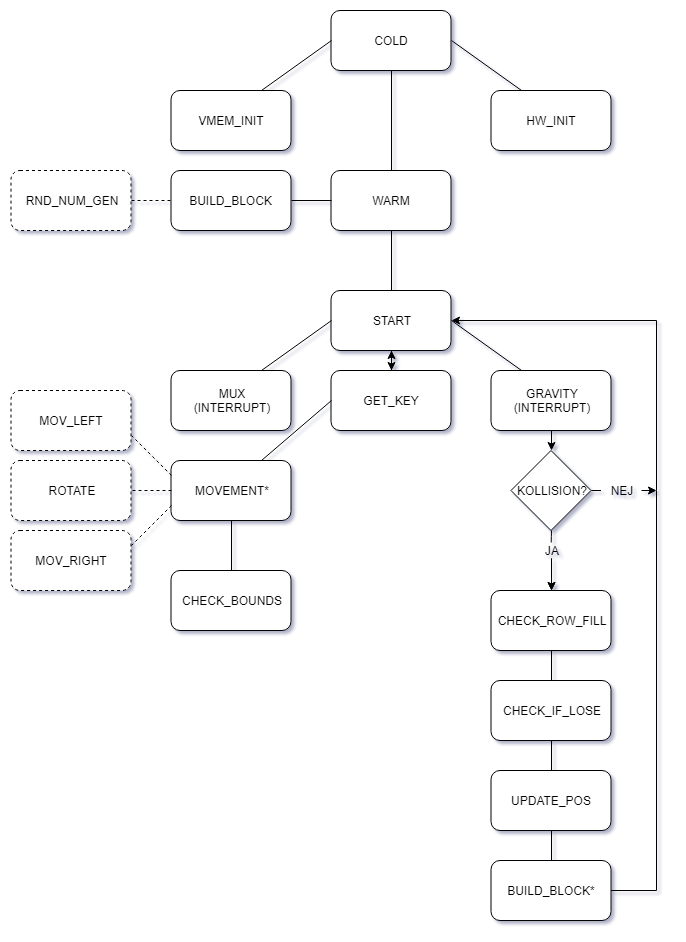 COLD
VMEM_INIT
HW_INIT
RND_NUM_GEN
BUILD_BLOCK
WARM
START
MUX
(INTERRUPT)
GET_KEY
GRAVITY
(INTERRUPT)
MOV_LEFT
ROTATE
MOV_RIGHT
MOVEMENT*
KOLLISION?
NEJ
JA
CHECK_BOUNDS
CHECK_ROW_FILL
CHECK_IF_LOSE
UPDATE_POS
BUILD_BLOCK*